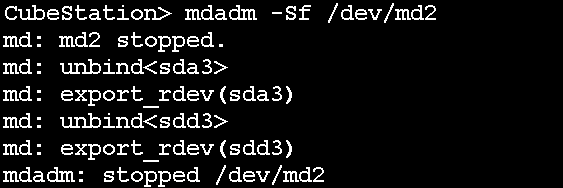 CubeStation> mdadm -Sf /dev/md2
md: md2 stopped.
md: unbind<sda3>
md: export_rdev(sda3)
md: unbind<sdd3>
md: export_rdev(sdd3)
mdadm: stopped /dev/md2